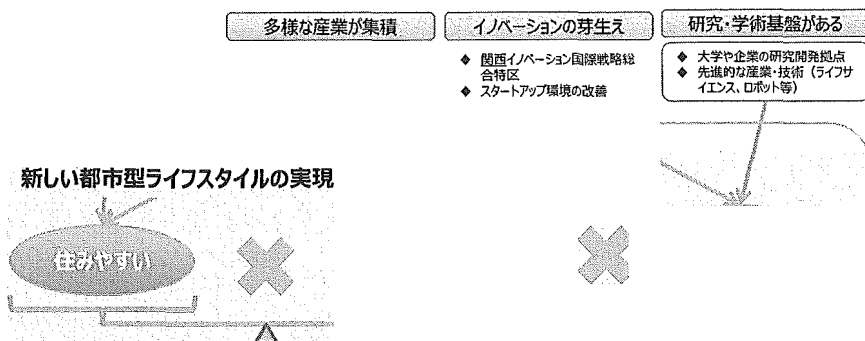 多様な産業が集積
イノベーションの芽生え
◆ 関西イノベーション国際戦略総
合特区
◆ スタートアップ環境の改善
研究・学術基盤がある
◆ 大学や企業の研究開発拠点
◆ 先進的な産業・技術（ライフサ
イエンス、ロボット等）
新しい都市型ライフスタイルの実現
住みやすい